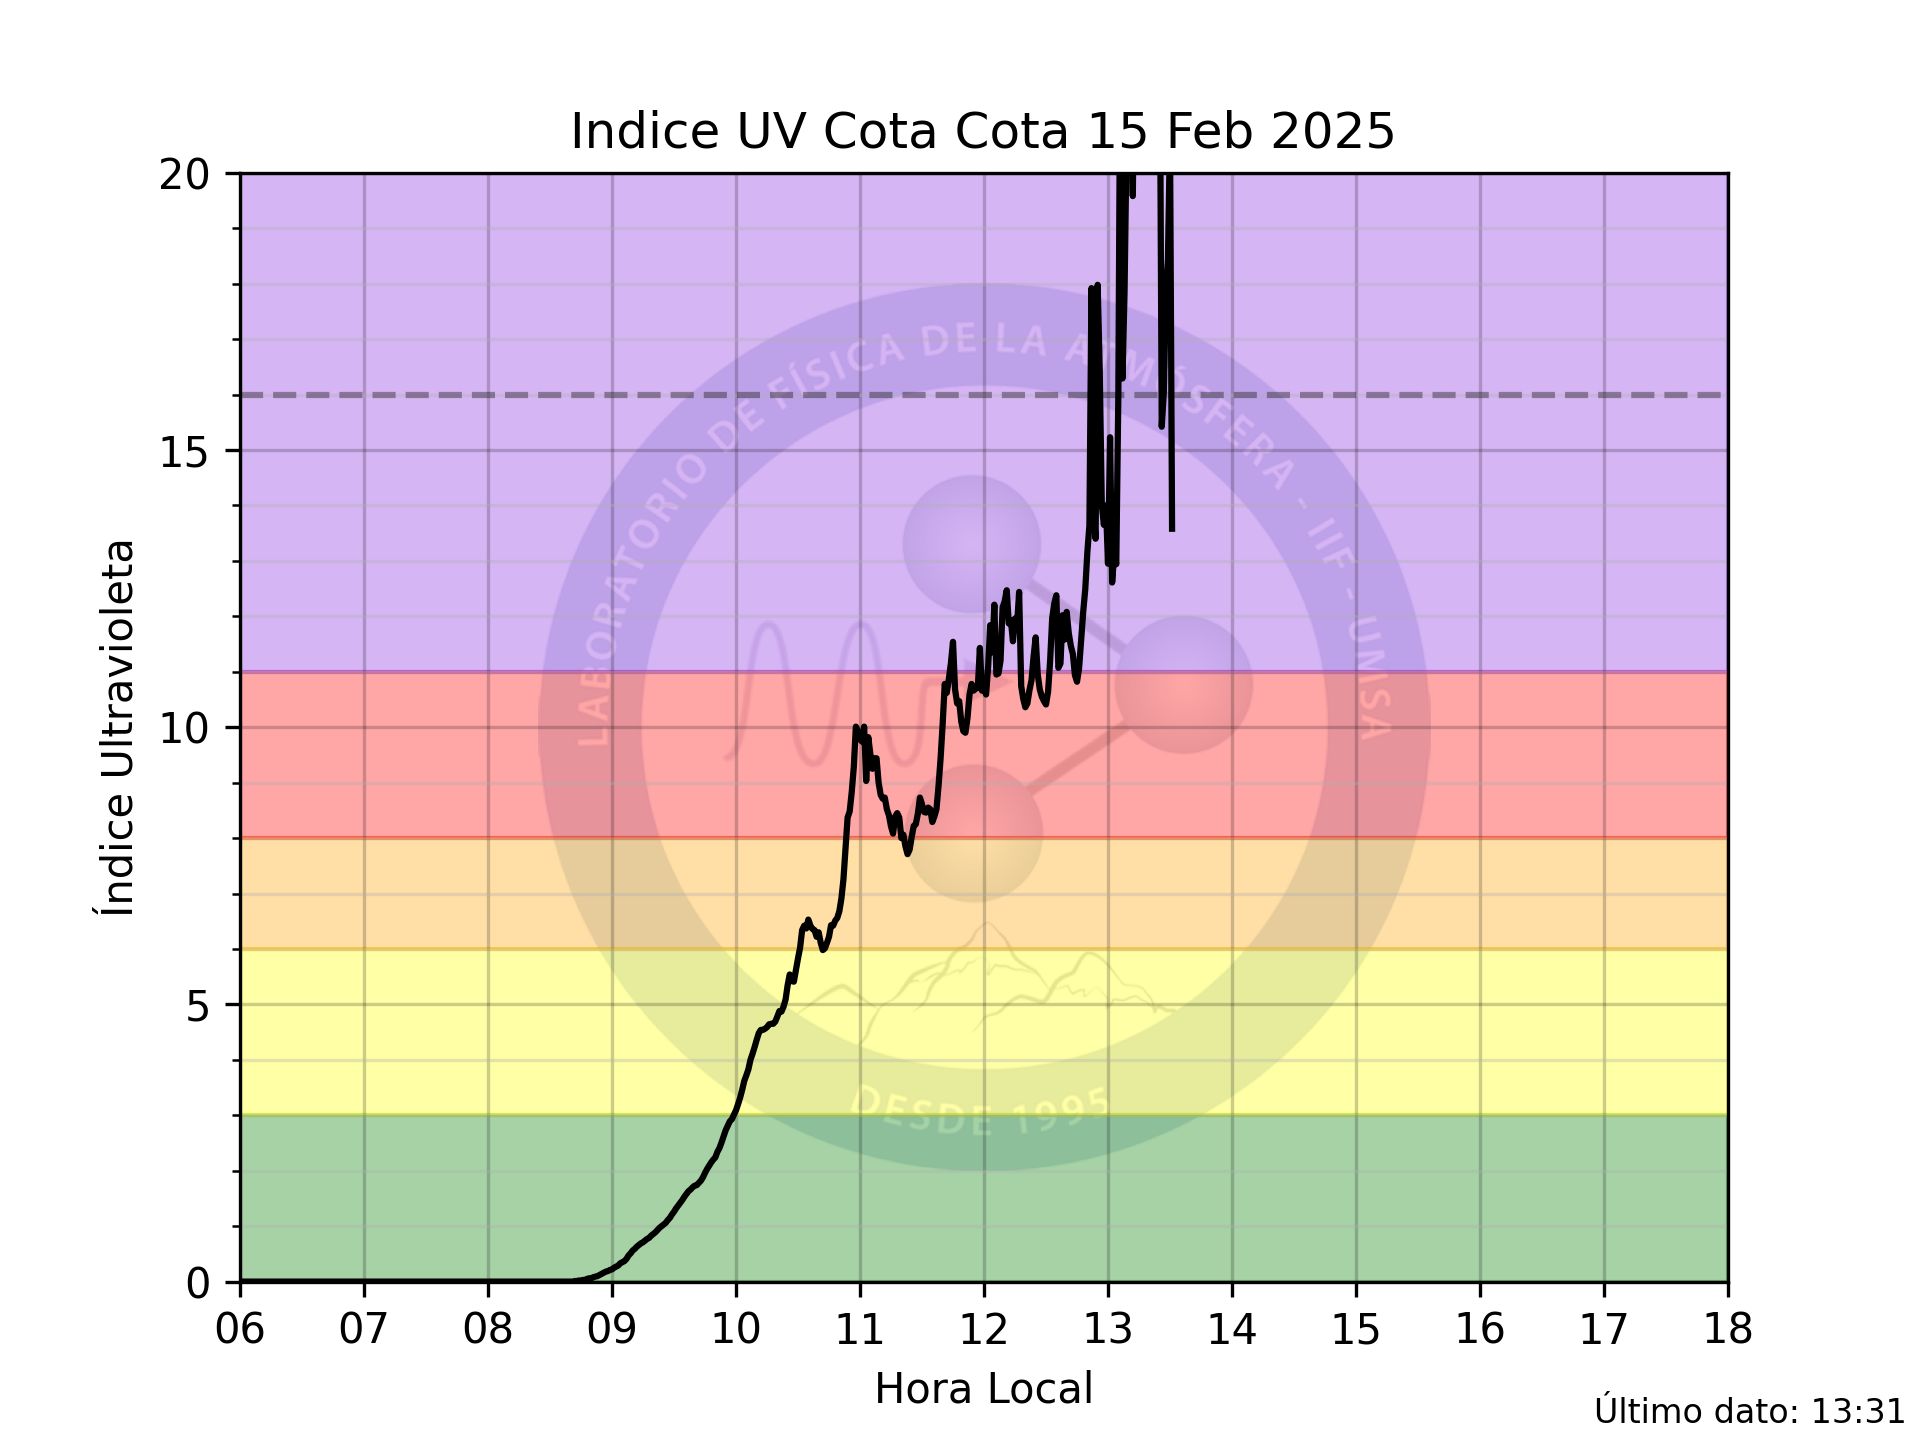 Indice UV Cota Cota 15 Feb 2025
20
15
10
5
0
Índice Ultravioleta
LABORATORIO DE FÍSICA DE LA ATMÓSFERA - IIF - UMSA
DESDE 1995
06 07 08 09 10 11 12 13 14 15 16 17 18
Hora Local
Último dato: 13:31